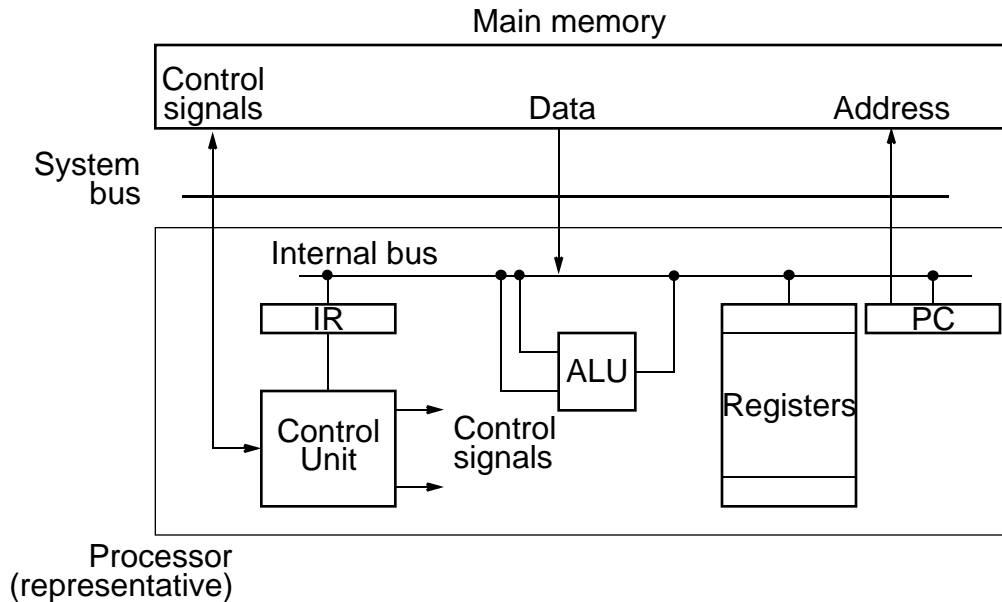 Main memory
Control
signals
Data
Address
System
bus
Internal bus
IR
PC
ALU
Registers
Control
Unit
Control
signals
Processor
(representative)